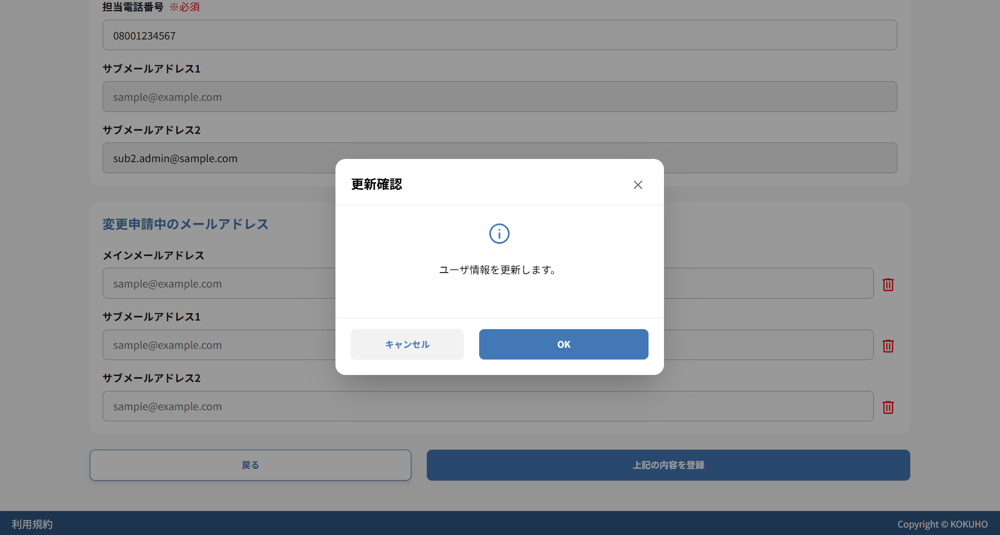 担当電話番号 ※必須
08001234567
サブメールアドレス1
sample@example.com
サブメールアドレス2
sub2.admin@sample.com
更新確認
ユーザ情報を更新します。
キャンセル
OK
変更申請中のメールアドレス
メインメールアドレス
sample@example.com
サブメールアドレス1
sample@example.com
サブメールアドレス2
sample@example.com
戻る
上記の内容を登録
利用規約
Copyright © KOKUHO